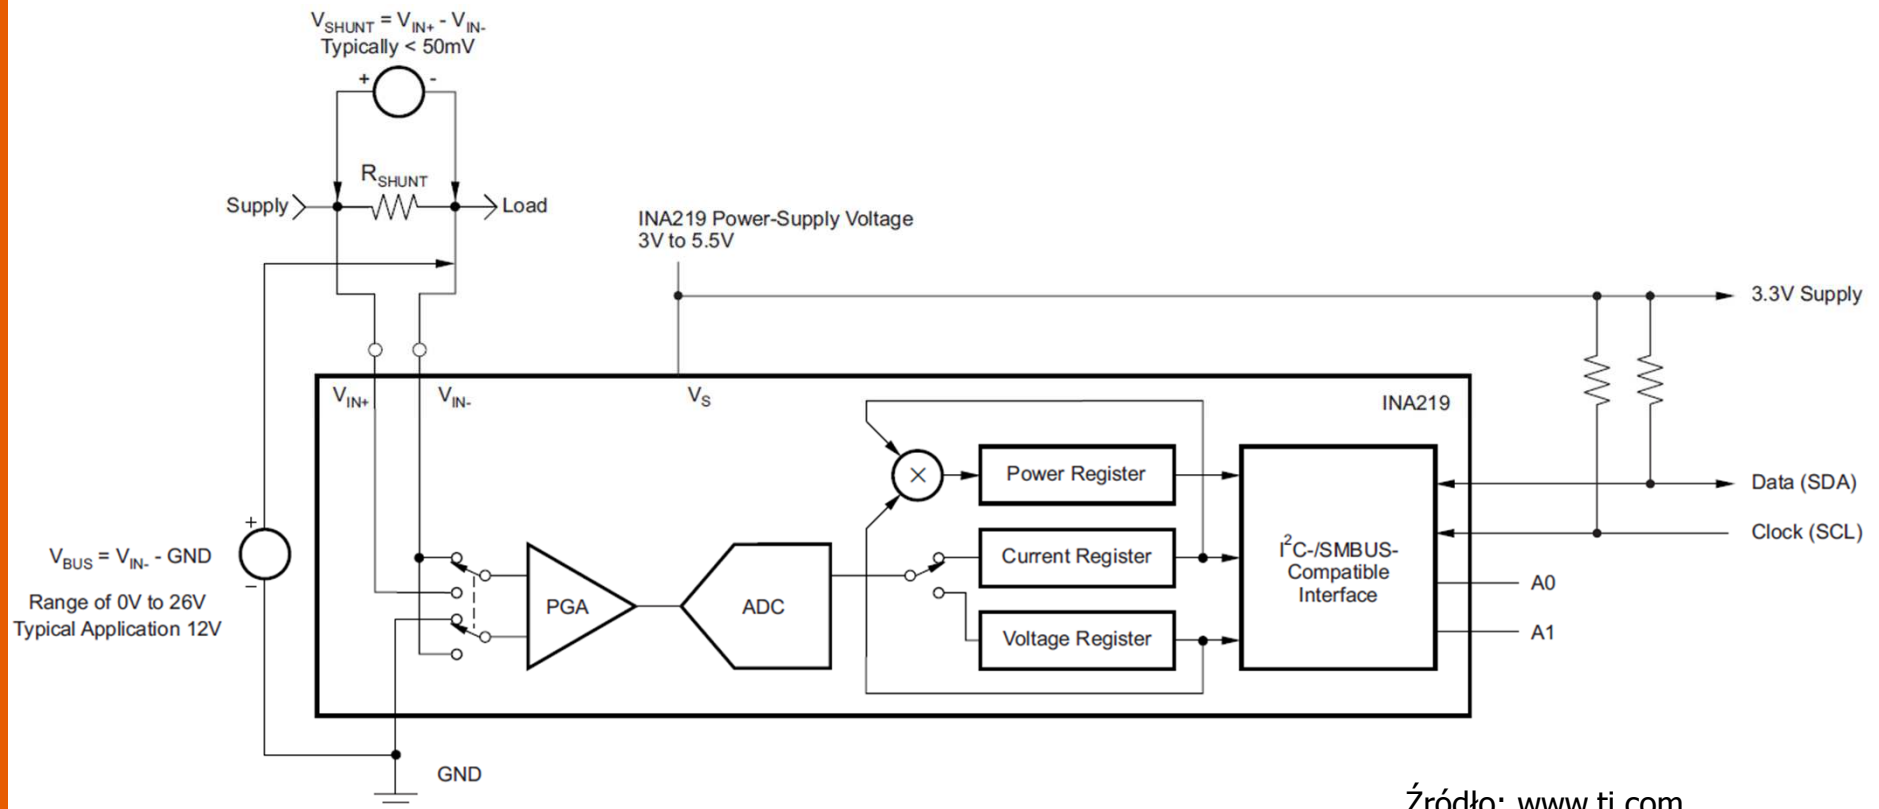 VSHUNT = VIN+ - VIN-
Typically < 50mV
+ -
RSHUNT
Supply
Load
INA219 Power-Supply Voltage
3V to 5.5V
3.3V Supply
VIN+
VIN-
VS
INA219
×
Power Register
Data (SDA)
+
Clock (SCL)
VBUS = VIN- - GND
−
Range of 0V to 26V
Typical Application 12V
PGA
ADC
Current Register
Voltage Register
I2C-/SMBUS-
Compatible
Interface
A0
A1
GND
Źródło: www.ti.com